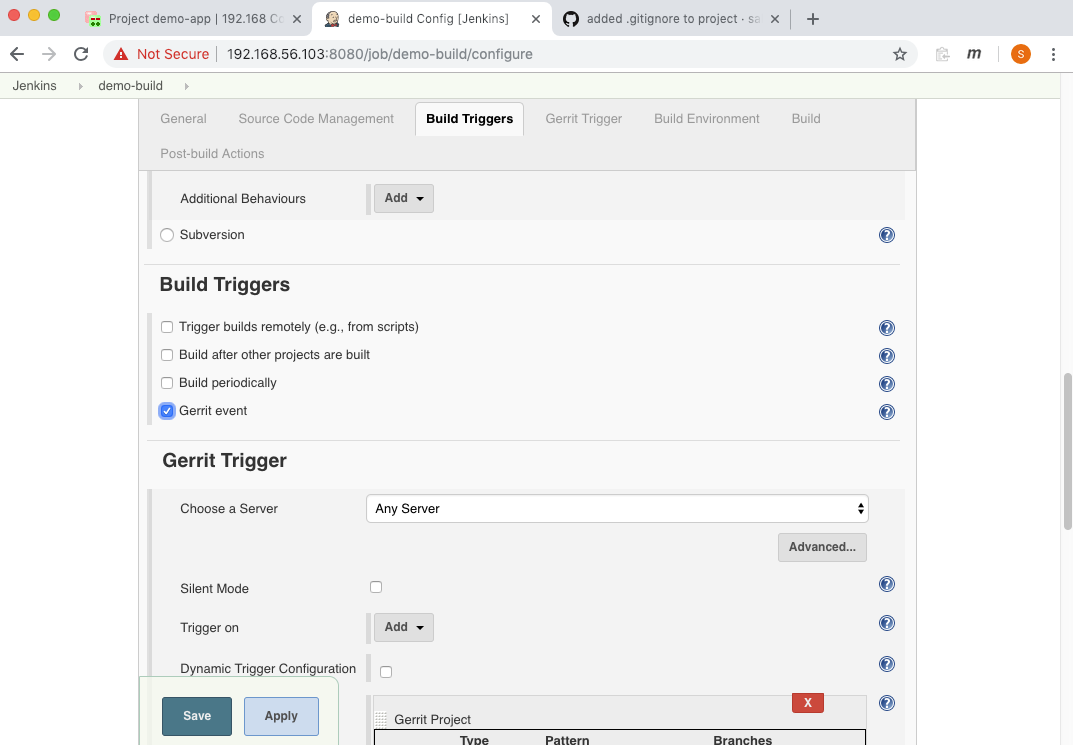 Project demo-app | 192.168 Co
demo-build Config [Jenkins]
added .gitignore to project · sa
Not Secure
192.168.56.103:8080/job/demo-build/configure
m
S
Jenkins
demo-build
General
Source Code Management
Build Triggers
Gerrit Trigger
Build Environment
Build
Post-build Actions
Additional Behaviours
Add
Subversion
?
Build Triggers
Trigger builds remotely (e.g., from scripts)
?
Build after other projects are built
?
Build periodically
?
Gerrit event
?
Gerrit Trigger
Choose a Server
Any Server
Advanced...
Silent Mode
?
Trigger on
Add
?
Dynamic Trigger Configuration
?
Save
Apply
X
?
Gerrit Project
Type
Pattern
Branches